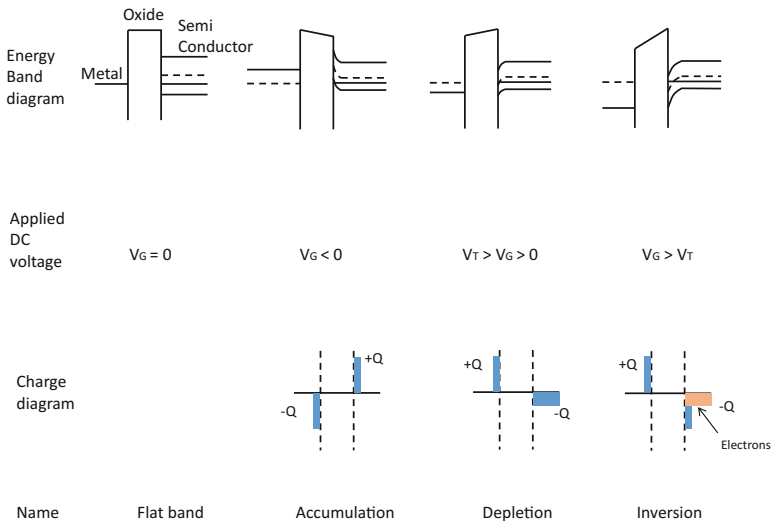 Oxide
Semi
Conductor
Energy
Band
diagram
Metal
Applied
DC
voltage
VG = 0
VG < 0
VT > VG > 0
VG > VT
Charge
diagram
+Q
-Q
+Q
-Q
+Q
-Q
Electrons
Name
Flat band
Accumulation
Depletion
Inversion